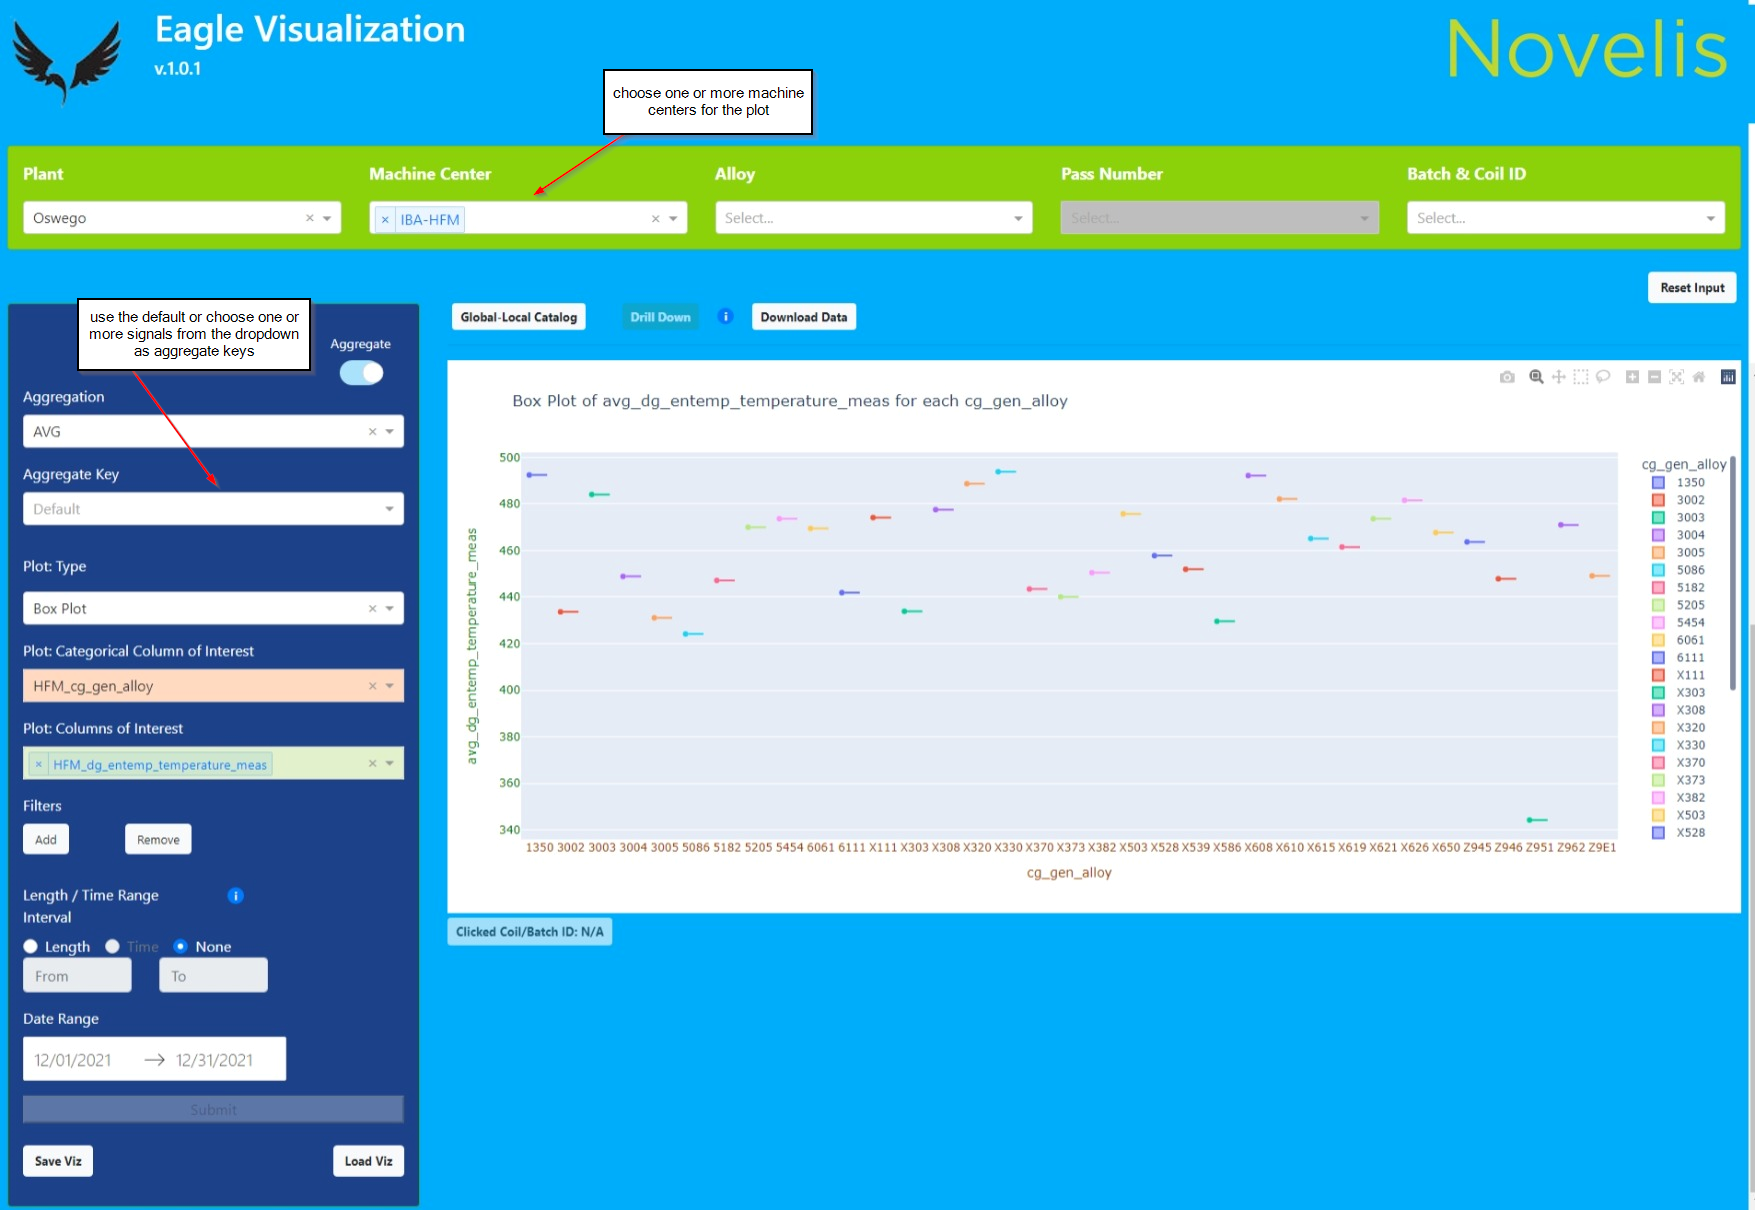 Eagle Visualization
v.1.0.1
Novelis
choose one or more machine
centers for the plot
Plant
Machine Center
Alloy
Pass Number
Batch & Coil ID
Oswego
× IBA-HFM
Select...
Select...
Select...
Reset Input
use the default or choose one or
more signals from the dropdown
as aggregate keys
Aggregate
Global-Local Catalog
Drill Down
i
Download Data
Aggregation
AVG
Aggregate Key
Default
Plot: Type
Box Plot
Plot: Categorical Column of Interest
HFM_cg_gen_alloy
Plot: Columns of Interest
× HFM_dg_entemp_temperature_meas
Filters
Add
Remove
Length / Time Range
Interval
i
Length
Time
None
From
To
Date Range
12/01/2021 → 12/31/2021
Submit
Save Viz
Load Viz
Box Plot of avg_dg_entemp_temperature_meas for each cg_gen_alloy
avg_dg_entemp_temperature_meas
500
480
460
440
420
400
380
360
340
1350 3002 3003 3004 3005 5086 5182 5205 5454 6061 6111 X111 X303 X308 X320 X330 X370 X373 X382 X503 X528 X539 X586 X608 X610 X615 X619 X621 X626 X650 Z945 Z946 Z951 Z962 Z9E1
cg_gen_alloy
cg_gen_alloy
1350
3002
3003
3004
3005
5086
5182
5205
5454
6061
6111
X111
X303
X308
X320
X330
X370
X373
X382
X503
X528
Clicked Coil/Batch ID: N/A